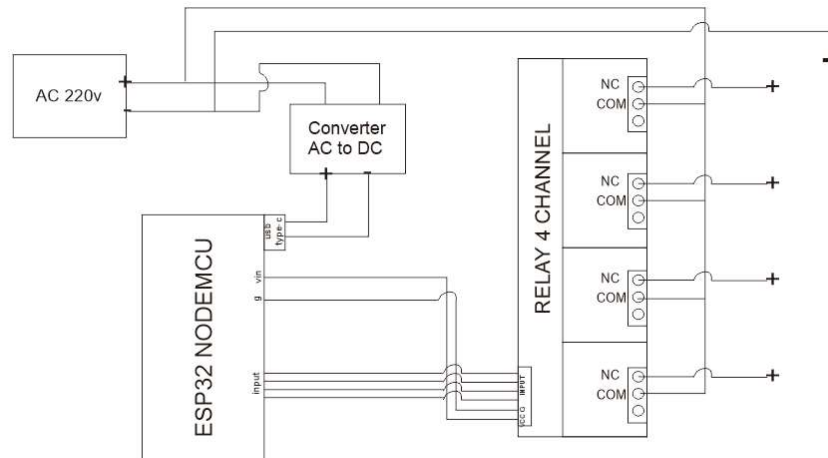 AC 220v
+
-
Converter
AC to DC
+
-
ESP32 NODEMCU
usb
type-c
vin
g
input
RELAY 4 CHANNEL
INPUT
VCC G
NC
COM
+
NC
COM
+
NC
COM
+
NC
COM
+
-